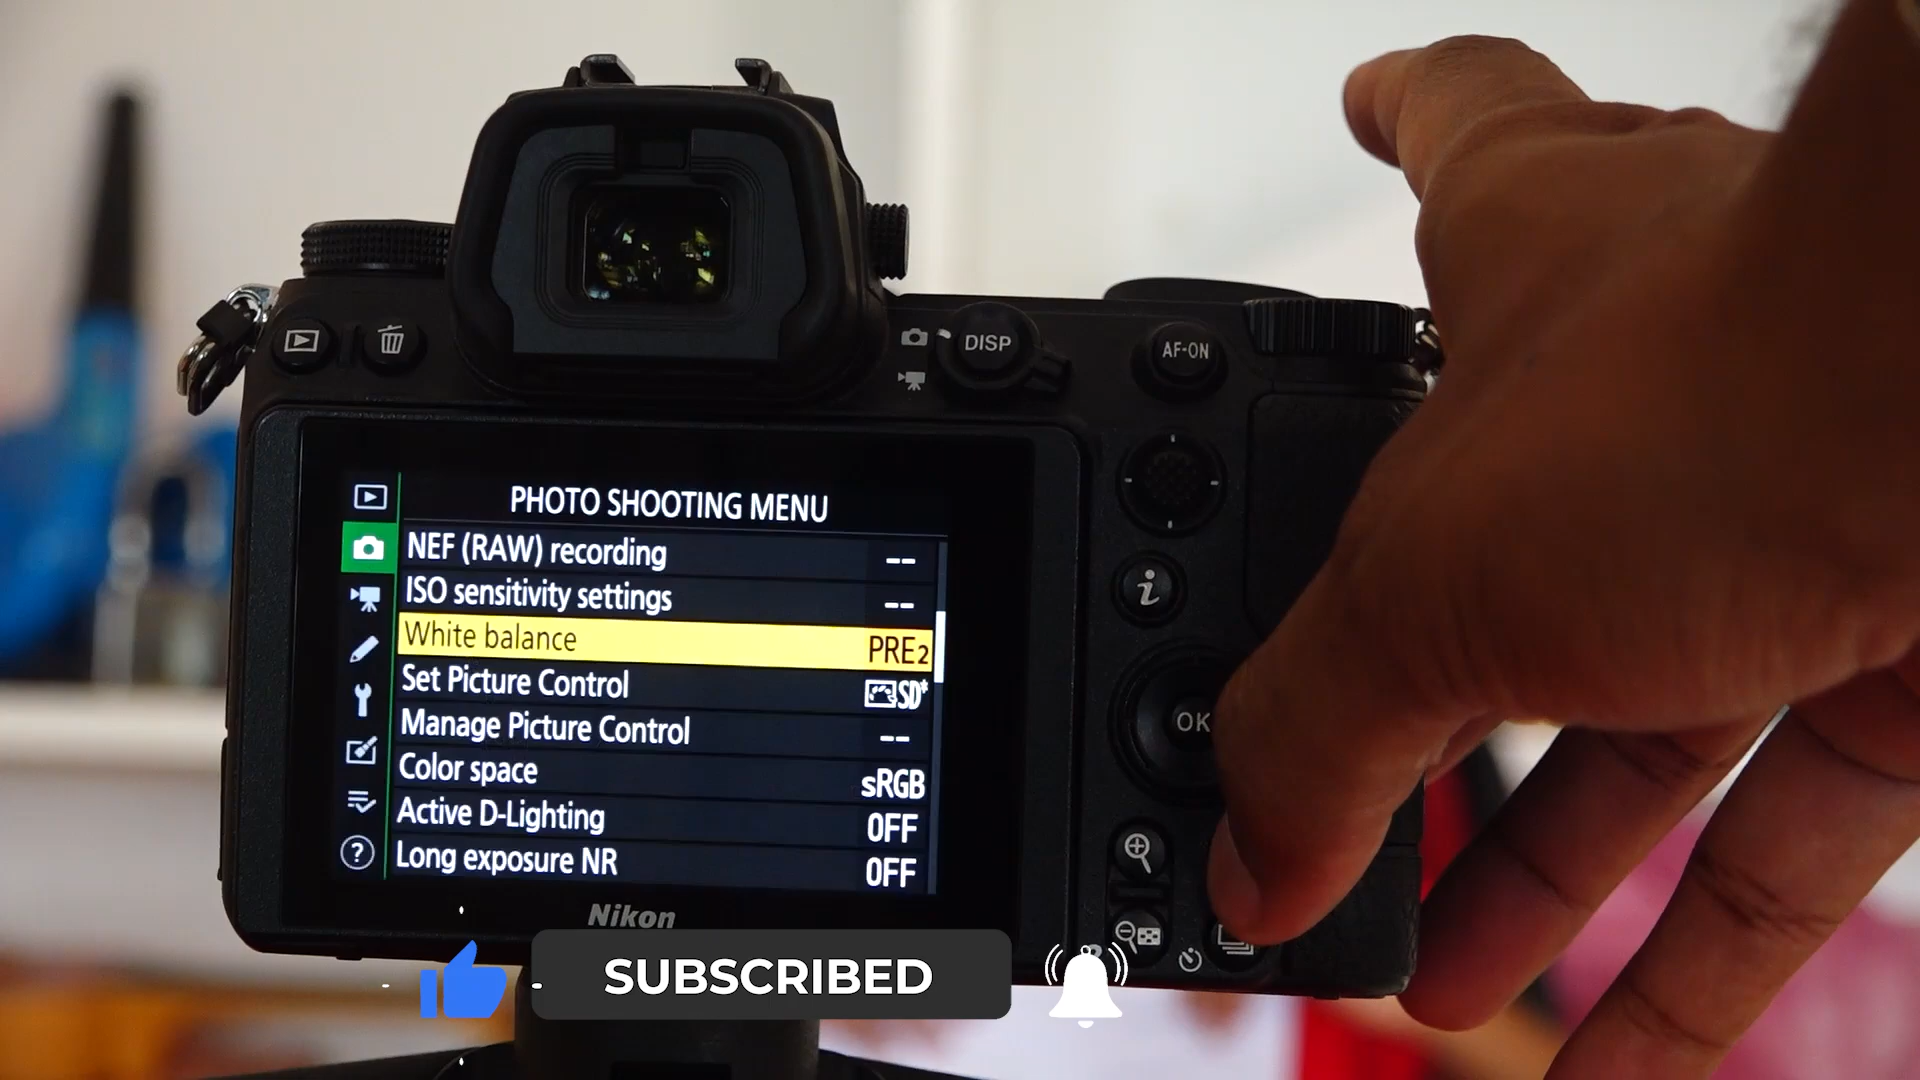 DISP
AF-ON
PHOTO SHOOTING MENU
NEF (RAW) recording --
ISO sensitivity settings --
White balance PRE2
Set Picture Control SD*
Manage Picture Control --
Color space sRGB
Active D-Lighting OFF
Long exposure NR OFF
?
i
OK
Nikon
SUBSCRIBED